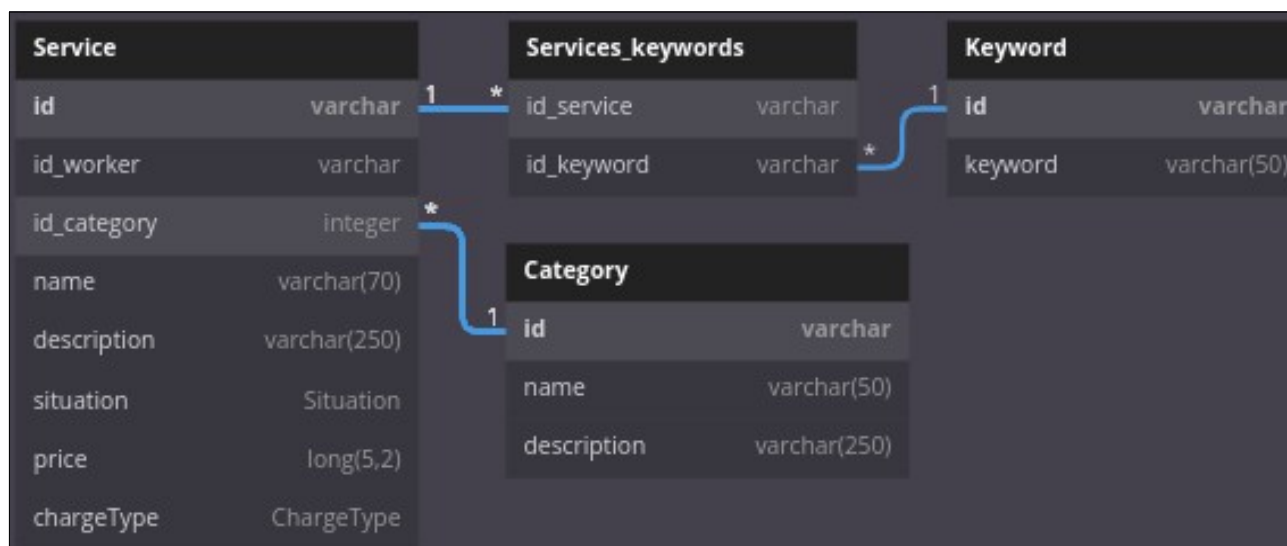 Service
id varchar 1
id_worker varchar
id_category integer *
name varchar(70)
description varchar(250)
situation Situation
price long(5,2)
chargeType ChargeType
Services_keywords
* id_service varchar
id_keyword varchar *
Keyword
1 id varchar
keyword varchar(50)
Category
1 id varchar
name varchar(50)
description varchar(250)